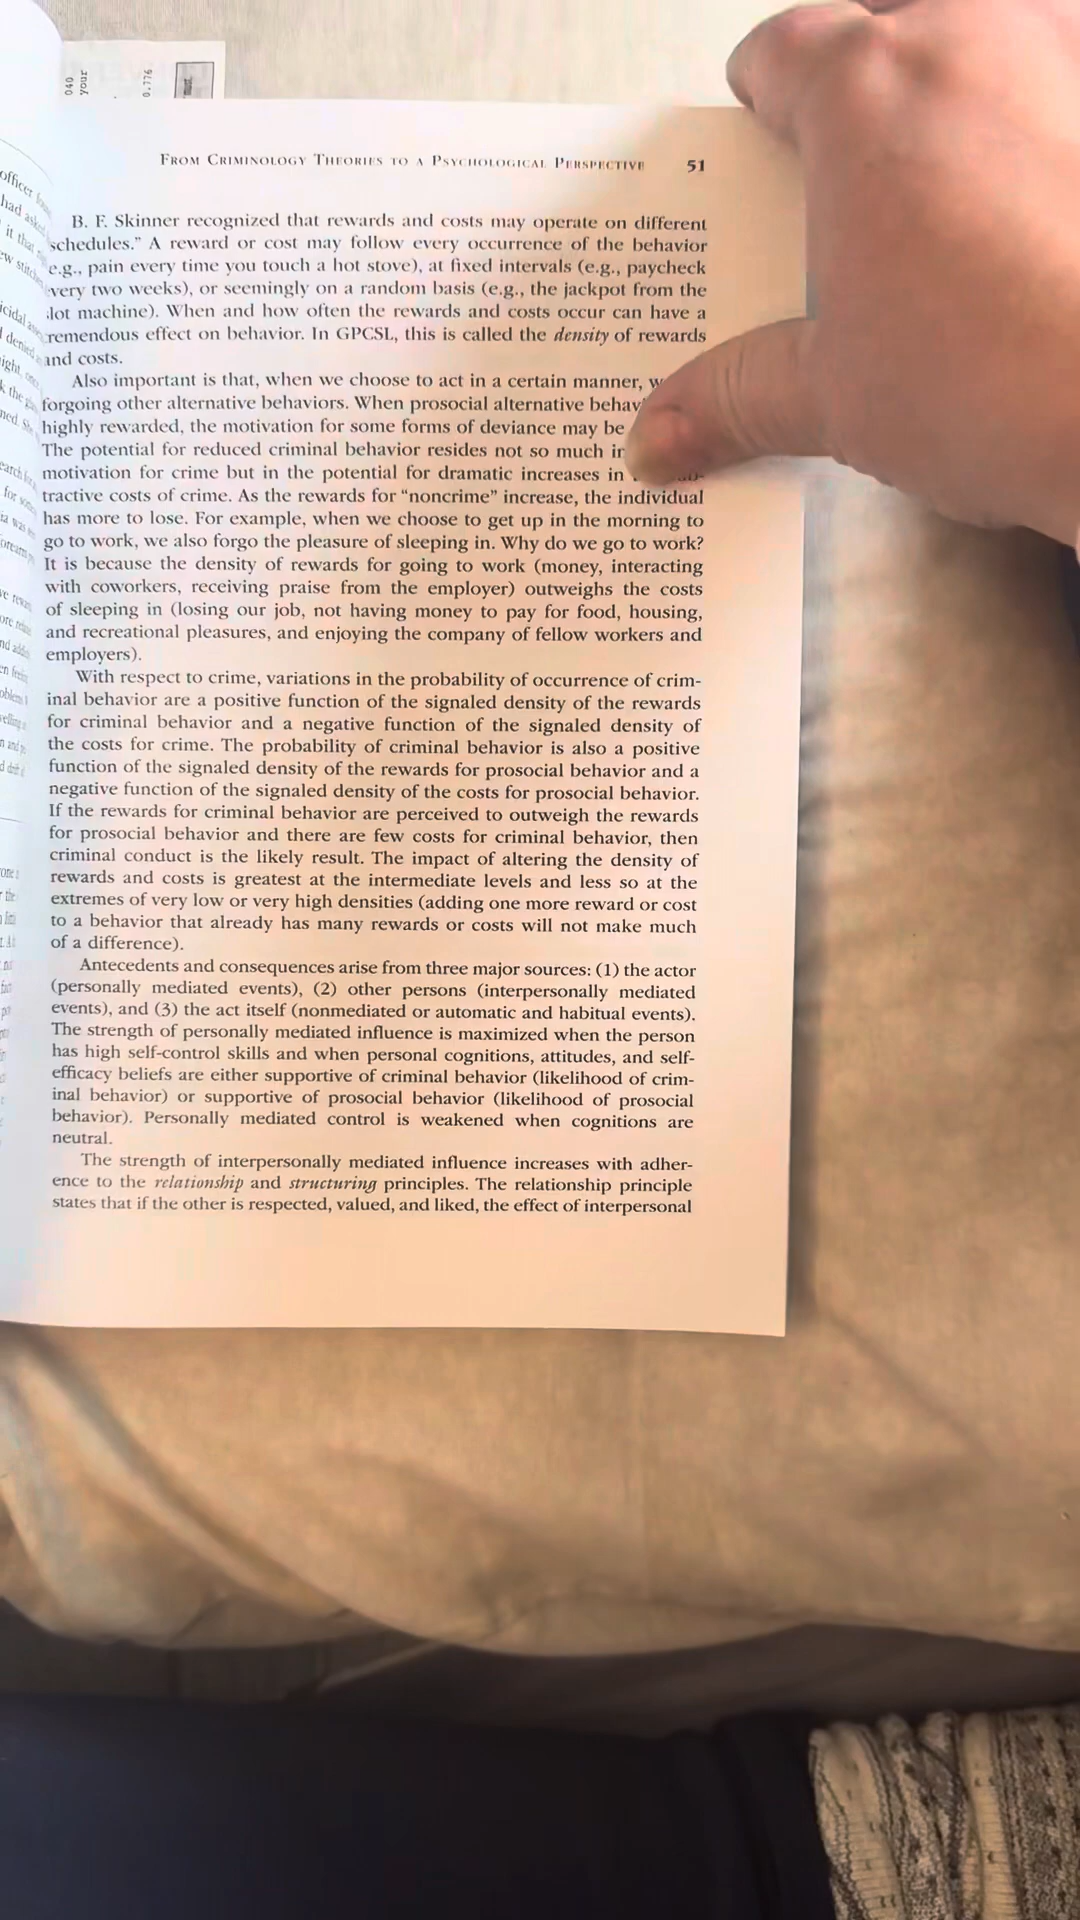 040
your
0.776
FROM CRIMINOLOGY THEORIES TO A PSYCHOLOGICAL PERSPECTIVE 51
B. F. Skinner recognized that rewards and costs may operate on different
schedules.” A reward or cost may follow every occurrence of the behavior
e.g., pain every time you touch a hot stove), at fixed intervals (e.g., paycheck
every two weeks), or seemingly on a random basis (e.g., the jackpot from the
slot machine). When and how often the rewards and costs occur can have a
tremendous effect on behavior. In GPCSL, this is called the density of rewards
and costs.
Also important is that, when we choose to act in a certain manner,
forgoing other alternative behaviors. When prosocial alternative
highly rewarded, the motivation for some forms of deviance may be
The potential for reduced criminal behavior resides not so much
motivation for crime but in the potential for dramatic increases in
tractive costs of crime. As the rewards for “noncrime” increase, the individual
has more to lose. For example, when we choose to get up in the morning to
go to work, we also forgo the pleasure of sleeping in. Why do we go to work?
It is because the density of rewards for going to work (money, interacting
with coworkers, receiving praise from the employer) outweighs the costs
of sleeping in (losing our job, not having money to pay for food, housing,
and recreational pleasures, and enjoying the company of fellow workers and
employers).
With respect to crime, variations in the probability of occurrence of crim-
inal behavior are a positive function of the signaled density of the rewards
for criminal behavior and a negative function of the signaled density of
the costs for crime. The probability of criminal behavior is also a positive
function of the signaled density of the rewards for prosocial behavior and a
negative function of the signaled density of the costs for prosocial behavior.
If the rewards for criminal behavior are perceived to outweigh the rewards
for prosocial behavior and there are few costs for criminal behavior, then
criminal conduct is the likely result. The impact of altering the density of
rewards and costs is greatest at the intermediate levels and less so at the
extremes of very low or very high densities (adding one more reward or cost
to a behavior that already has many rewards or costs will not make much
of a difference).
Antecedents and consequences arise from three major sources: (1) the actor
(personally mediated events), (2) other persons (interpersonally mediated
events), and (3) the act itself (nonmediated or automatic and habitual events).
The strength of personally mediated influence is maximized when the person
has high self-control skills and when personal cognitions, attitudes, and self-
efficacy beliefs are either supportive of criminal behavior (likelihood of crim-
inal behavior) or supportive of prosocial behavior (likelihood of prosocial
behavior). Personally mediated control is weakened when cognitions are
neutral.
The strength of interpersonally mediated influence increases with adher-
ence to the relationship and structuring principles. The relationship principle
states that if the other is respected, valued, and liked, the effect of interpersonal